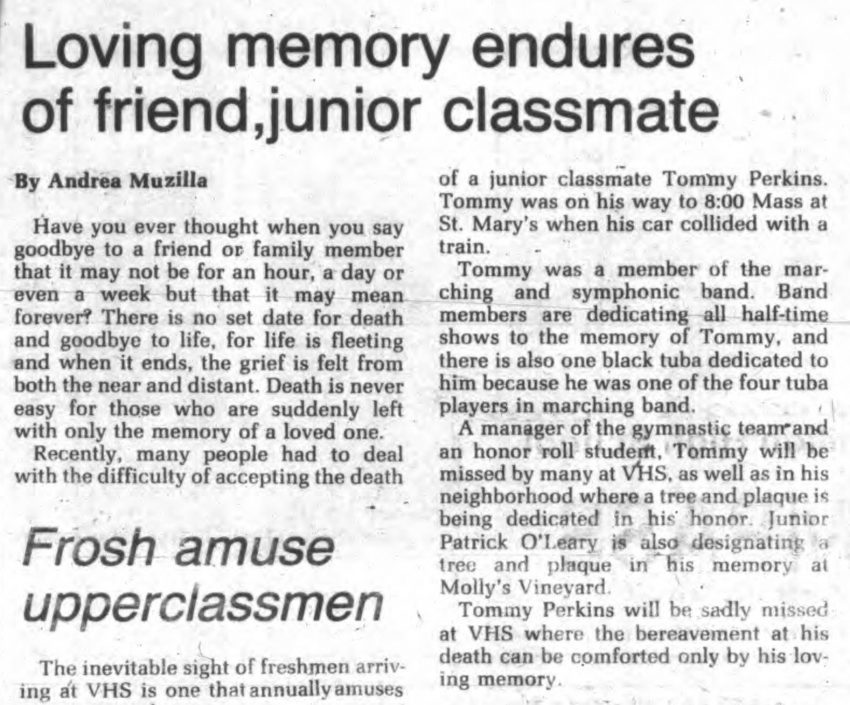 Loving memory endures
of friend,junior classmate
By Andrea Muzilla
Have you ever thought when you say
goodbye to a friend or family member
that it may not be for an hour, a day or
even a week but that it may mean
forever? There is no set date for death
and goodbye to life, for life is fleeting
and when it ends, the grief is felt from
both the near and distant. Death is never
easy for those who are suddenly left
with only the memory of a loved one.
Recently, many people had to deal
with the difficulty of accepting the death
of a junior classmate Tommy Perkins.
Tommy was on his way to 8:00 Mass at
St. Mary's when his car collided with a
train.
Tommy was a member of the mar-
ching and symphonic band. Band
members are dedicating all half-time
shows to the memory of Tommy, and
there is also one black tuba dedicated to
him because he was one of the four tuba
players in marching band.
A manager of the gymnastic team and
an honor roll student, Tommy will be
missed by many at VHS, as well as in his
neighborhood where a tree and plaque is
being dedicated in his honor. Junior
Patrick O'Leary is also designating a
tree and plaque in his memory at
Molly's Vineyard.
Tommy Perkins will be sadly missed
at VHS where the bereavement at his
death can be comforted only by his lov-
ing memory.
Frosh amuse
upperclassmen
The inevitable sight of freshmen arriv-
ing at VHS is one that annually amuses